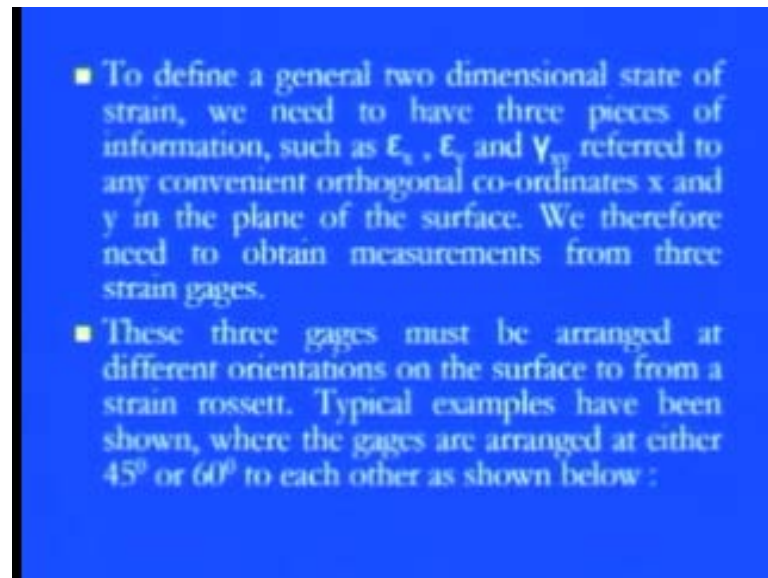 To define a general two dimensional state of
strain, we need to have three pieces of
information, such as εx , εy and γxy referred to
any convenient orthogonal co-ordinates x and
y in the plane of the surface. We therefore
need to obtain measurements from three
strain gages.
These three gages must be arranged at
different orientations on the surface to from a
strain rossett. Typical examples have been
shown, where the gages are arranged at either
45⁰ or 60⁰ to each other as shown below :